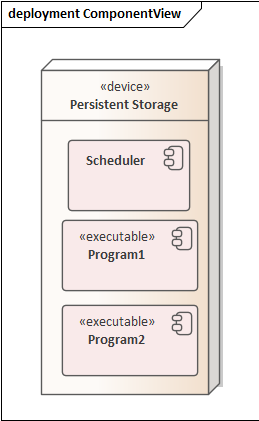 deployment ComponentView
«device»
Persistent Storage
Scheduler
«executable»
Program1
«executable»
Program2